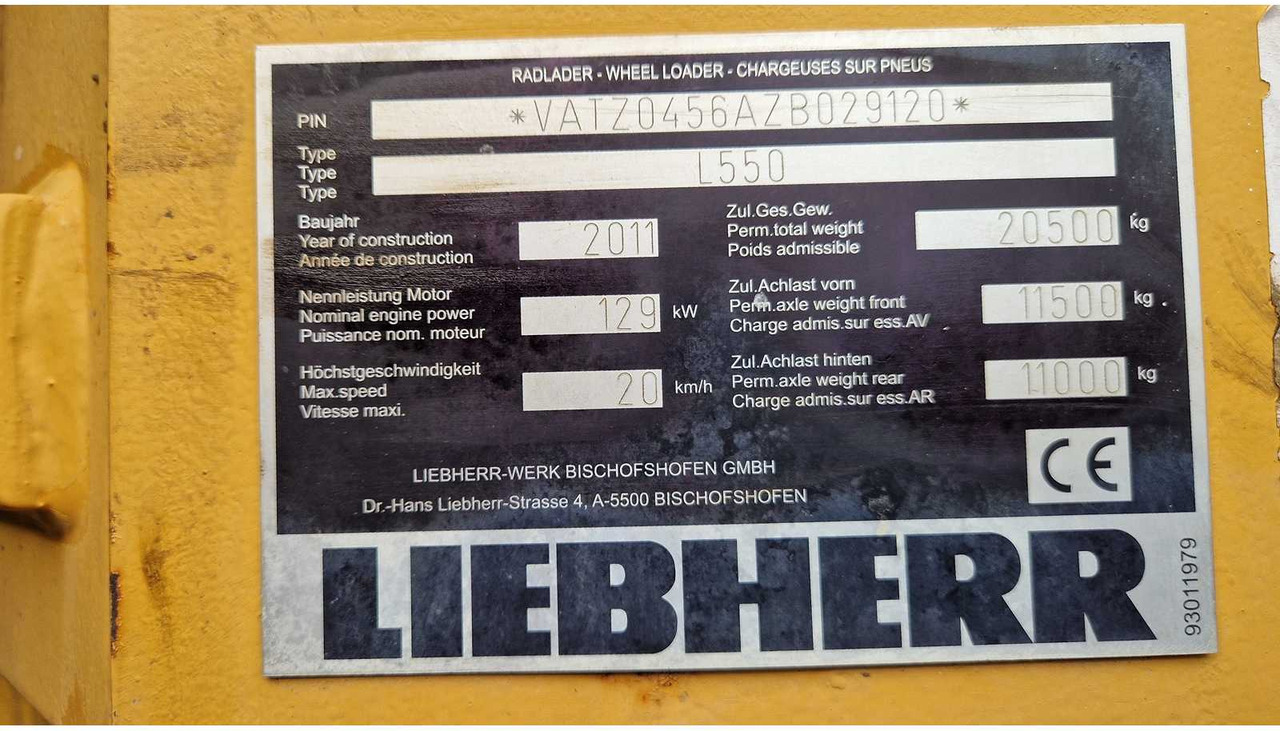 RADLADER - WHEEL LOADER - CHARGEUSES SUR PNEUS
PIN *VATZ0456AZB029120*
Type
Type L550
Type
Baujahr
Year of construction 2011
Année de construction
Zul.Ges.Gew.
Perm.total weight 20500 kg
Poids admissible
Nennleistung Motor
Nominal engine power 129 kW
Puissance nom. moteur
Zul.Achlast vorn
Perm.axle weight front 11500 kg
Charge admis.sur ess.AV
Höchstgeschwindigkeit
Max.speed 20 km/h
Vitesse maxi.
Zul.Achlast hinten
Perm.axle weight rear 11000 kg
Charge admis.sur ess.AR
CE
LIEBHERR-WERK BISCHOFSHOFEN GMBH
Dr.-Hans Liebherr-Strasse 4, A-5500 BISCHOFSHOFEN
LIEBHERR
93011979